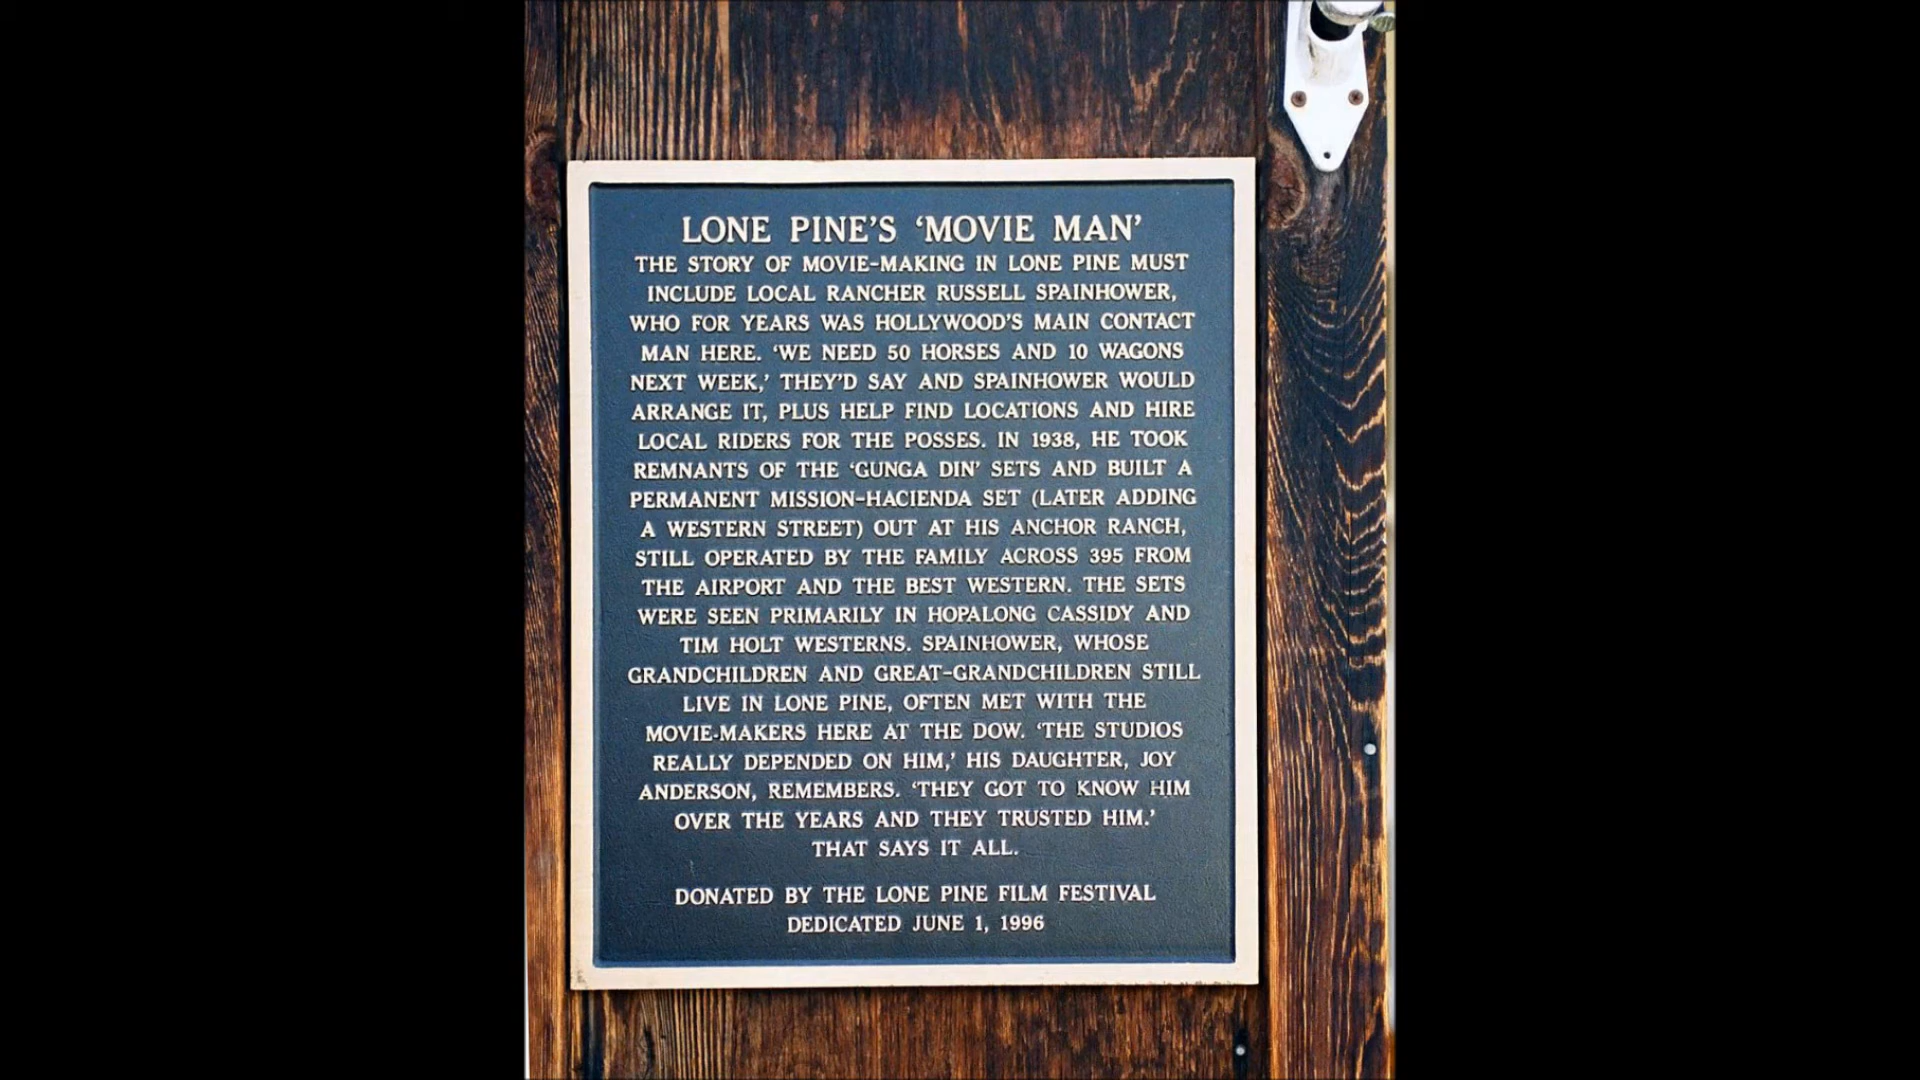 LONE PINE'S 'MOVIE MAN'
THE STORY OF MOVIE-MAKING IN LONE PINE MUST
INCLUDE LOCAL RANCHER RUSSELL SPAINHOWER,
WHO FOR YEARS WAS HOLLYWOOD'S MAIN CONTACT
MAN HERE. 'WE NEED 50 HORSES AND 10 WAGONS
NEXT WEEK,' THEY'D SAY AND SPAINHOWER WOULD
ARRANGE IT, PLUS HELP FIND LOCATIONS AND HIRE
LOCAL RIDERS FOR THE POSSES. IN 1938, HE TOOK
REMNANTS OF THE 'GUNGA DIN' SETS AND BUILT A
PERMANENT MISSION-HACIENDA SET (LATER ADDING
A WESTERN STREET) OUT AT HIS ANCHOR RANCH,
STILL OPERATED BY THE FAMILY ACROSS 395 FROM
THE AIRPORT AND THE BEST WESTERN. THE SETS
WERE SEEN PRIMARILY IN HOPALONG CASSIDY AND
TIM HOLT WESTERNS. SPAINHOWER, WHOSE
GRANDCHILDREN AND GREAT-GRANDCHILDREN STILL
LIVE IN LONE PINE, OFTEN MET WITH THE
MOVIE-MAKERS HERE AT THE DOW. 'THE STUDIOS
REALLY DEPENDED ON HIM,' HIS DAUGHTER, JOY
ANDERSON, REMEMBERS. 'THEY GOT TO KNOW HIM
OVER THE YEARS AND THEY TRUSTED HIM.'
THAT SAYS IT ALL.
DONATED BY THE LONE PINE FILM FESTIVAL
DEDICATED JUNE 1, 1996